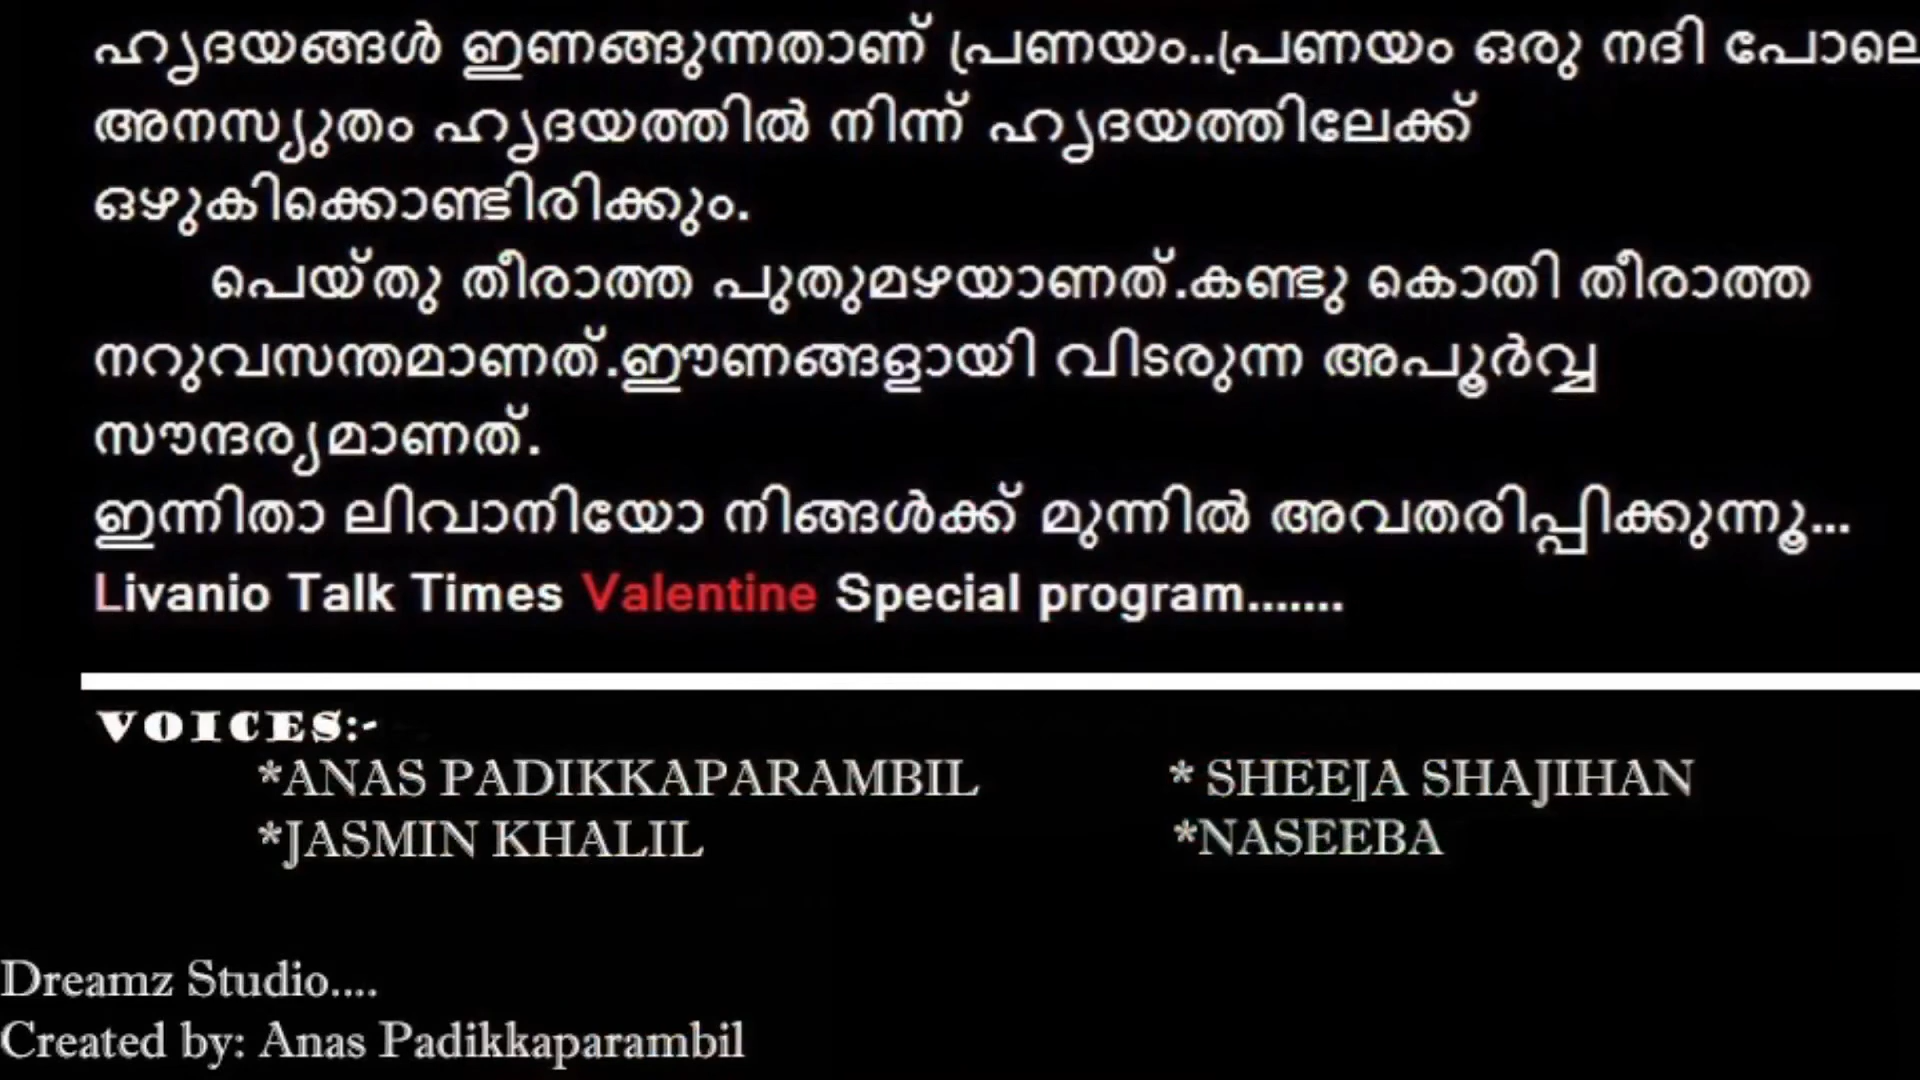 ഹൃദയങ്ങൾ ഇണങ്ങുന്നതാണ് പ്രണയം..പ്രണയം ഒരു നദി പോലെ
അനസ്യുതം ഹൃദയത്തിൽ നിന്ന് ഹൃദയത്തിലേക്ക്
ഒഴുകിക്കൊണ്ടിരിക്കും.
പെയ്തു തീരാത്ത പുതുമഴയാണത്.കണ്ടു കൊതി തീരാത്ത
നറുവസന്തമാണത്.ഈണങ്ങളായി വിടരുന്ന അപൂർവ്വ
സൗന്ദര്യമാണത്.
ഇന്നിതാ ലിവാനിയോ നിങ്ങൾക്ക് മുന്നിൽ അവതരിപ്പിക്കുന്നൂ...
Livanio Talk Times Valentine Special program.......
VOICES:-
*ANAS PADIKKAPARAMBIL * SHEEJA SHAJIHAN
*JASMIN KHALIL *NASEEBA
Dreamz Studio....
Created by: Anas Padikkaparambil